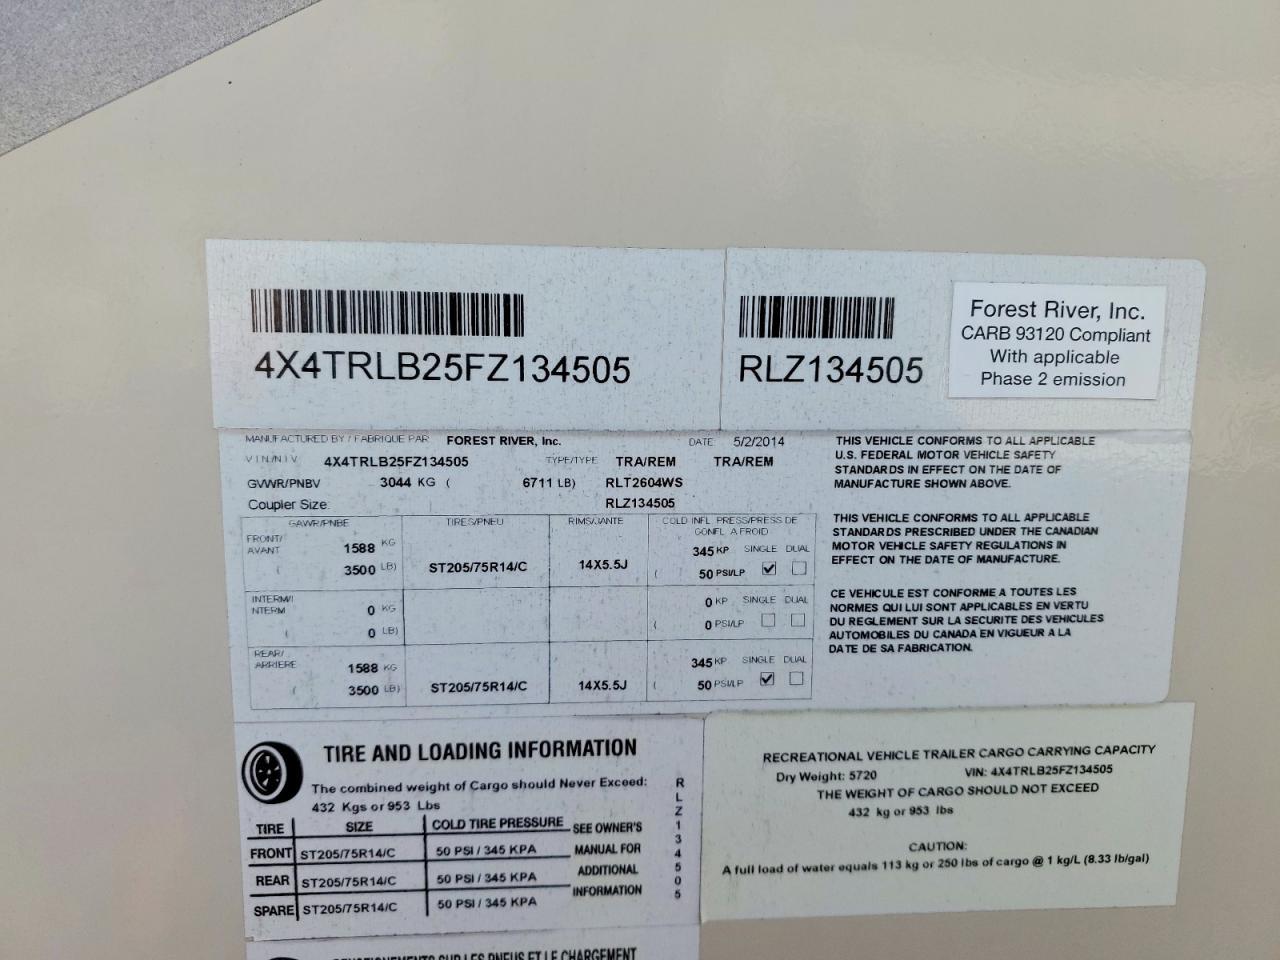 4X4TRLB25FZ134505
RLZ134505
Forest River, Inc.
CARB 93120 Compliant
With applicable
Phase 2 emission
MANUFACTURED BY / FABRIQUE PAR FOREST RIVER, Inc. DATE 5/2/2014
V I N / N I V 4X4TRLB25FZ134505 TYPE/TYPE TRA/REM TRA/REM
GVWR/PNBV 3044 KG ( 6711 LB) RLT2604WS
Coupler Size: RLZ134505
GAWR/PNBE TIRES/PNEU RIMS/JANTE COLD INFL PRESS/PRESS DE
GONFL A FROID
FRONT/
AVANT 1588 KG 345 KP SINGLE DUAL
( 3500 LB) ST205/75R14/C 14X5.5J ( 50 PSI/LP
INTERM/I
NTERM 0 KG 0 KP SINGLE DUAL
( 0 LB) ( 0 PSI/LP
REAR/
ARRIERE 1588 KG 345 KP SINGLE DUAL
( 3500 LB) ST205/75R14/C 14X5.5J ( 50 PSI/LP
THIS VEHICLE CONFORMS TO ALL APPLICABLE
U.S. FEDERAL MOTOR VEHICLE SAFETY
STANDARDS IN EFFECT ON THE DATE OF
MANUFACTURE SHOWN ABOVE.
THIS VEHICLE CONFORMS TO ALL APPLICABLE
STANDARDS PRESCRIBED UNDER THE CANADIAN
MOTOR VEHICLE SAFETY REGULATIONS IN
EFFECT ON THE DATE OF MANUFACTURE.
CE VEHICULE EST CONFORME A TOUTES LES
NORMES QUI LUI SONT APPLICABLES EN VERTU
DU REGLEMENT SUR LA SECURITE DES VEHICULES
AUTOMOBILES DU CANADA EN VIGUEUR A LA
DATE DE SA FABRICATION.
TIRE AND LOADING INFORMATION
The combined weight of Cargo should Never Exceed:
432 Kgs or 953 Lbs
TIRE SIZE COLD TIRE PRESSURE SEE OWNER'S
FRONT ST205/75R14/C 50 PSI / 345 KPA MANUAL FOR
REAR ST205/75R14/C 50 PSI / 345 KPA ADDITIONAL
SPARE ST205/75R14/C 50 PSI / 345 KPA INFORMATION
RLZ134505
RECREATIONAL VEHICLE TRAILER CARGO CARRYING CAPACITY
Dry Weight: 5720 VIN: 4X4TRLB25FZ134505
THE WEIGHT OF CARGO SHOULD NOT EXCEED
432 kg or 953 lbs
CAUTION:
A full load of water equals 113 kg or 250 lbs of cargo @ 1 kg/L (8.33 lb/gal)
RENSEIGNEMENTS SUR LES PNEUS ET LE CHARGEMENT